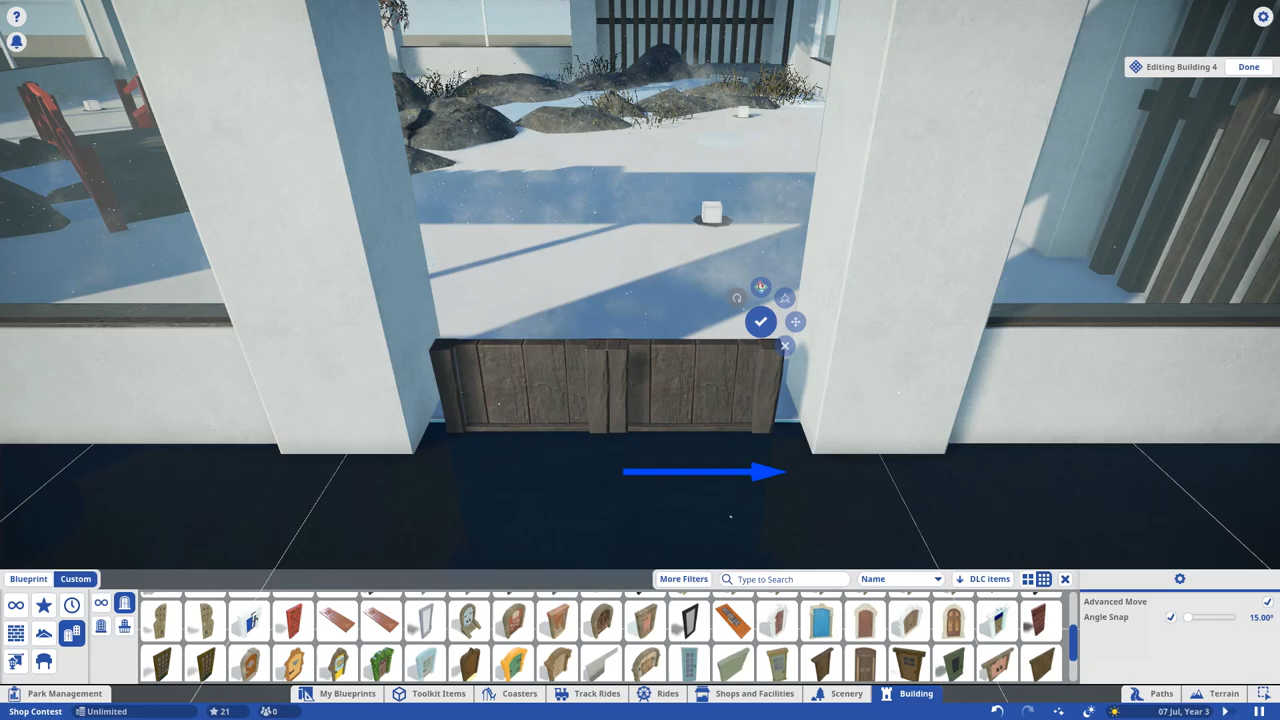 ?
Editing Building 4
Done
Blueprint
Custom
More Filters
Type to Search
Name
DLC items
Advanced Move
Angle Snap
15.00°
Park Management
My Blueprints
Toolkit Items
Coasters
Track Rides
Rides
Shops and Facilities
Scenery
Building
Paths
Terrain
Shop Contest
Unlimited
21
0
07 Jul, Year 3